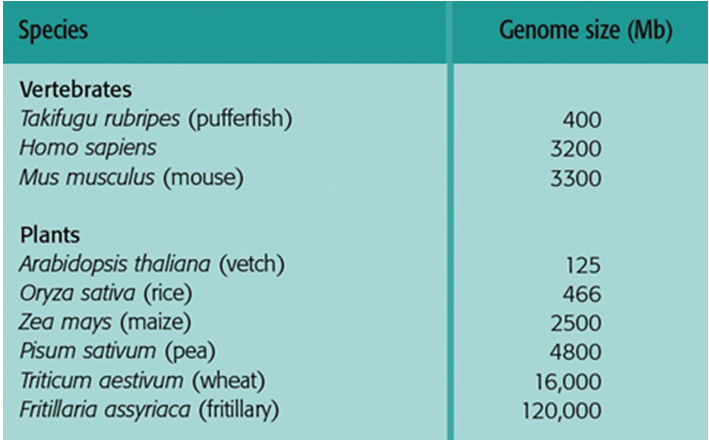 Species Genome size (Mb)
Vertebrates
Takifugu rubripes (pufferfish) 400
Homo sapiens 3200
Mus musculus (mouse) 3300
Plants
Arabidopsis thaliana (vetch) 125
Oryza sativa (rice) 466
Zea mays (maize) 2500
Pisum sativum (pea) 4800
Triticum aestivum (wheat) 16,000
Fritillaria assyriaca (fritillary) 120,000